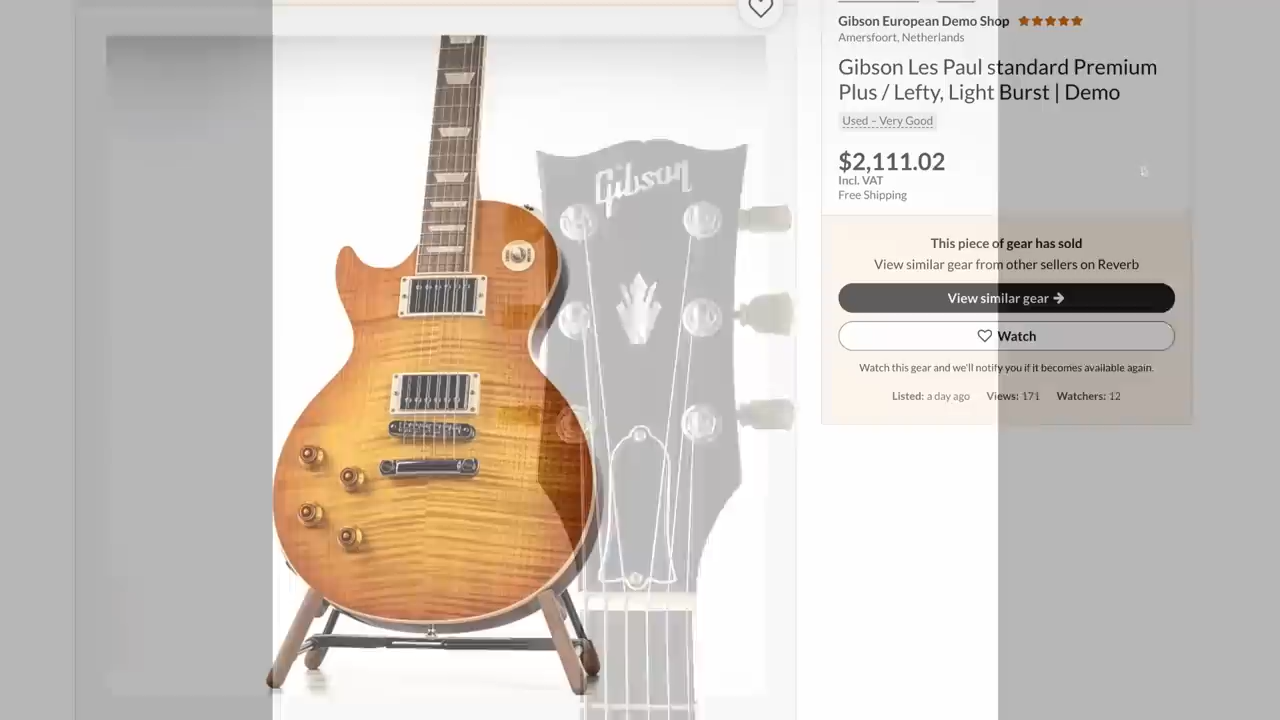 Gibson European Demo Shop
Amersfoort, Netherlands
Gibson Les Paul standard Premium
Plus / Lefty, Light Burst | Demo
Used – Very Good
$2,111.02
Incl. VAT
Free Shipping
This piece of gear has sold
View similar gear from other sellers on Reverb
View similar gear →
Watch
Watch this gear and we'll notify you if it becomes available again.
Listed: a day ago Views: 171 Watchers: 12
Gibson